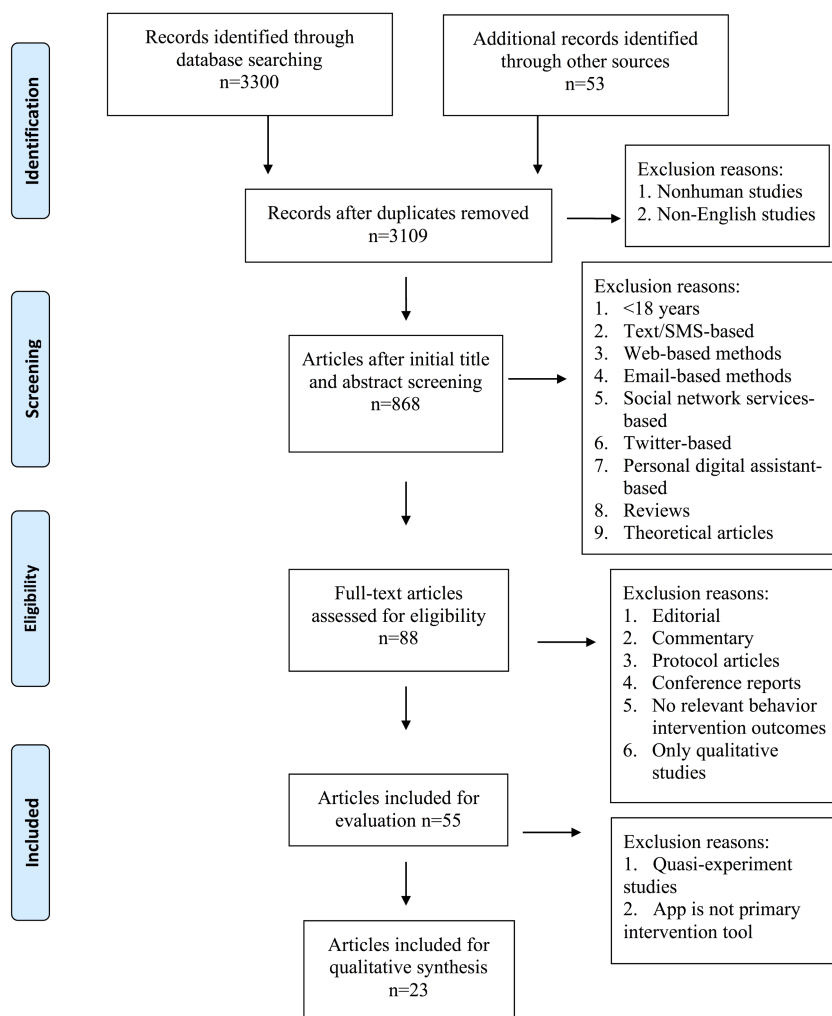 Records identified through
database searching
n=3300
Additional records identified
through other sources
n=53
Identification
Records after duplicates removed
n=3109
Exclusion reasons:
1. Nonhuman studies
2. Non-English studies
Screening
Articles after initial title
and abstract screening
n=868
Exclusion reasons:
1. <18 years
2. Text/SMS-based
3. Web-based methods
4. Email-based methods
5. Social network services-
based
6. Twitter-based
7. Personal digital assistant-
based
8. Reviews
9. Theoretical articles
Eligibility
Full-text articles
assessed for eligibility
n=88
Exclusion reasons:
1. Editorial
2. Commentary
3. Protocol articles
4. Conference reports
5. No relevant behavior
intervention outcomes
6. Only qualitative
studies
Included
Articles included for
evaluation n=55
Exclusion reasons:
1. Quasi-experiment
studies
2. App is not primary
intervention tool
Articles included for
qualitative synthesis
n=23